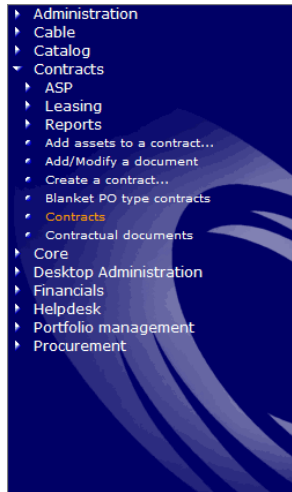 Administration
Cable
Catalog
Contracts
ASP
Leasing
Reports
Add assets to a contract...
Add/Modify a document
Create a contract...
Blanket PO type contracts
Contracts
Contractual documents
Core
Desktop Administration
Financials
Helpdesk
Portfolio management
Procurement